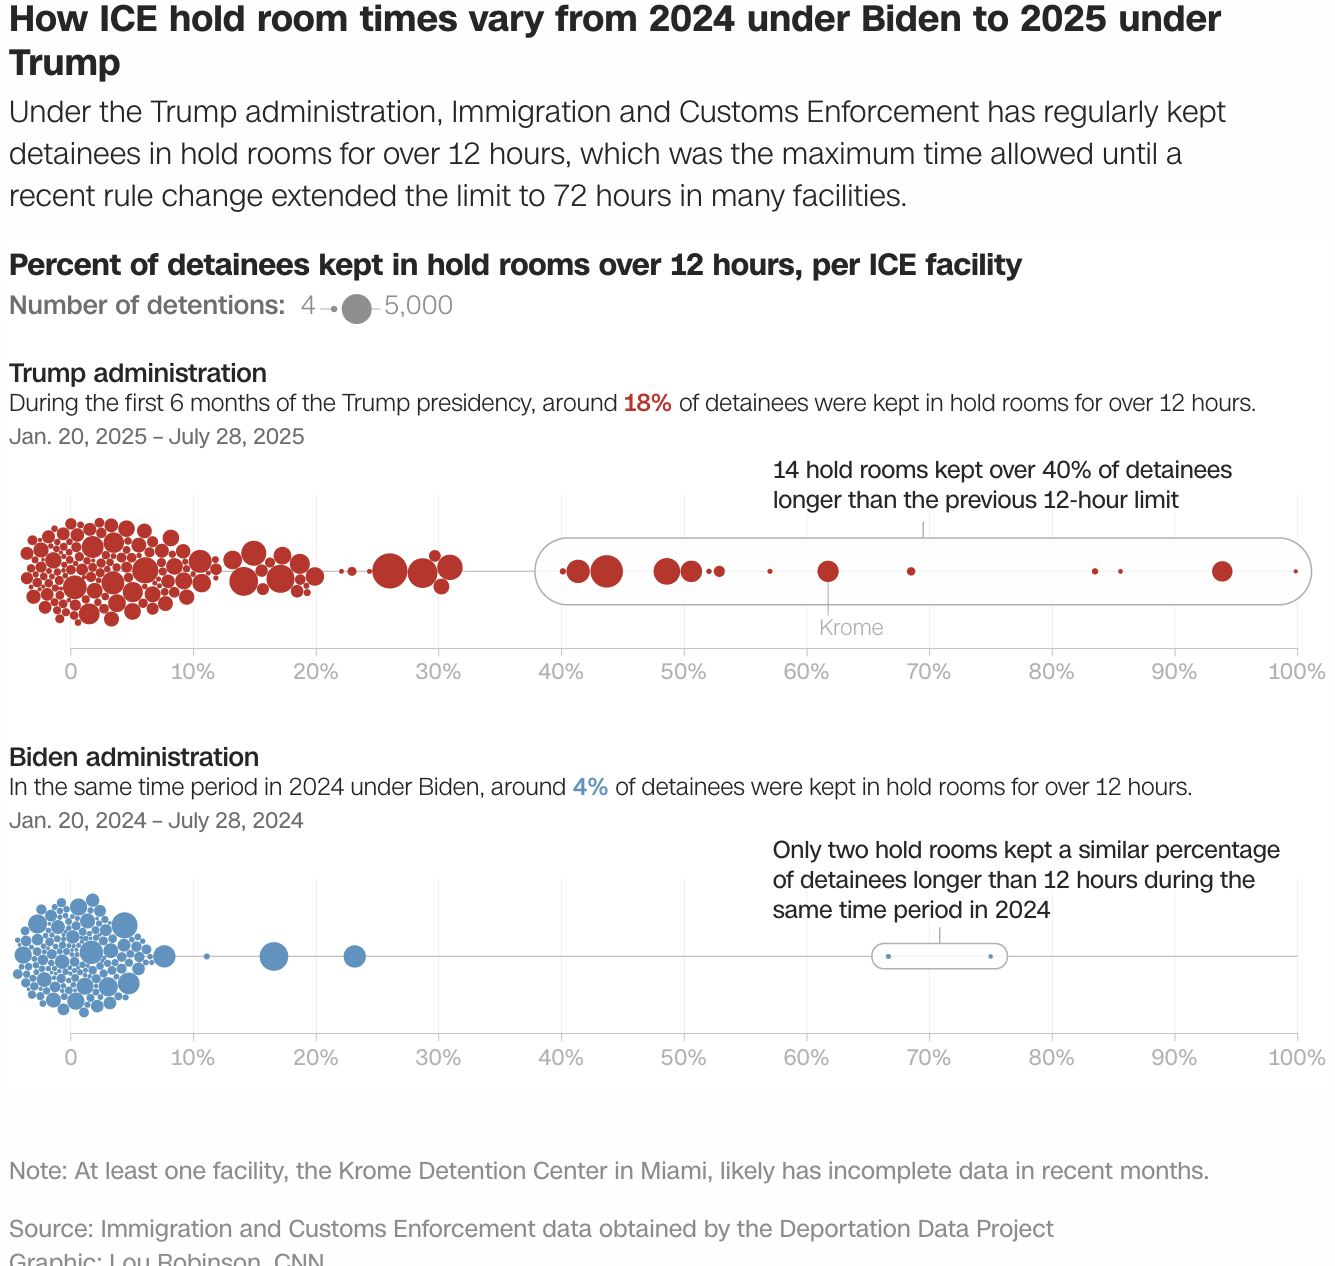 How ICE hold room times vary from 2024 under Biden to 2025 under
Trump
Under the Trump administration, Immigration and Customs Enforcement has regularly kept
detainees in hold rooms for over 12 hours, which was the maximum time allowed until a
recent rule change extended the limit to 72 hours in many facilities.
Percent of detainees kept in hold rooms over 12 hours, per ICE facility
Number of detentions: 4 5,000
Trump administration
During the first 6 months of the Trump presidency, around 18% of detainees were kept in hold rooms for over 12 hours.
Jan. 20, 2025 – July 28, 2025
14 hold rooms kept over 40% of detainees
longer than the previous 12-hour limit
Krome
0 10% 20% 30% 40% 50% 60% 70% 80% 90% 100%
Biden administration
In the same time period in 2024 under Biden, around 4% of detainees were kept in hold rooms for over 12 hours.
Jan. 20, 2024 – July 28, 2024
Only two hold rooms kept a similar percentage
of detainees longer than 12 hours during the
same time period in 2024
0 10% 20% 30% 40% 50% 60% 70% 80% 90% 100%
Note: At least one facility, the Krome Detention Center in Miami, likely has incomplete data in recent months.
Source: Immigration and Customs Enforcement data obtained by the Deportation Data Project
Graphic: Lou Robinson, CNN